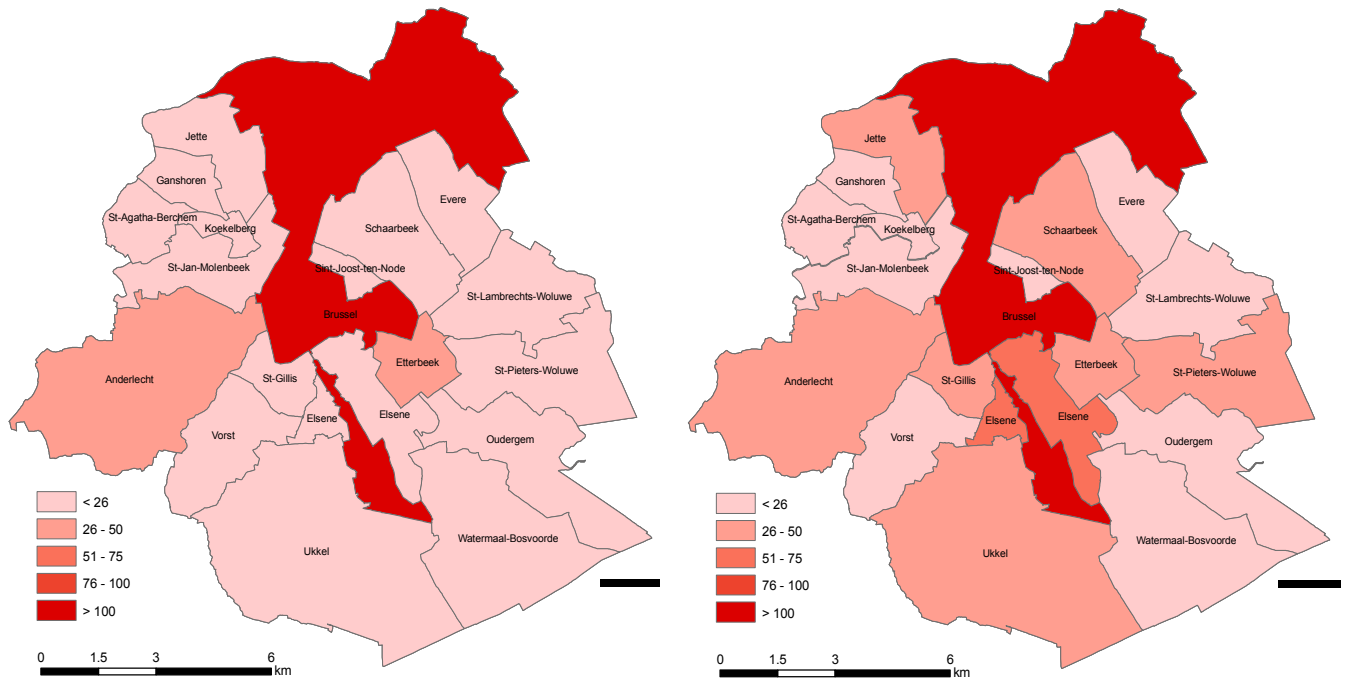 Jette
Ganshoren
Evere
St-Agatha-Berchem
Koekelberg
Schaarbeek
St-Jan-Molenbeek
Sint-Joost-ten-Node
St-Lambrechts-Woluwe
Brussel
Etterbeek
St-Pieters-Woluwe
Anderlecht
St-Gillis
Elsene
Elsene
Vorst
Oudergem
Watermaal-Bosvoorde
Ukkel
< 26
26 - 50
51 - 75
76 - 100
> 100
0 1.5 3 6
km
Jette
Ganshoren
Evere
St-Agatha-Berchem
Koekelberg
Schaarbeek
St-Jan-Molenbeek
Sint-Joost-ten-Node
St-Lambrechts-Woluwe
Brussel
Etterbeek
St-Pieters-Woluwe
Anderlecht
St-Gillis
Elsene
Elsene
Vorst
Oudergem
Watermaal-Bosvoorde
Ukkel
< 26
26 - 50
51 - 75
76 - 100
> 100
0 1.5 3 6
km